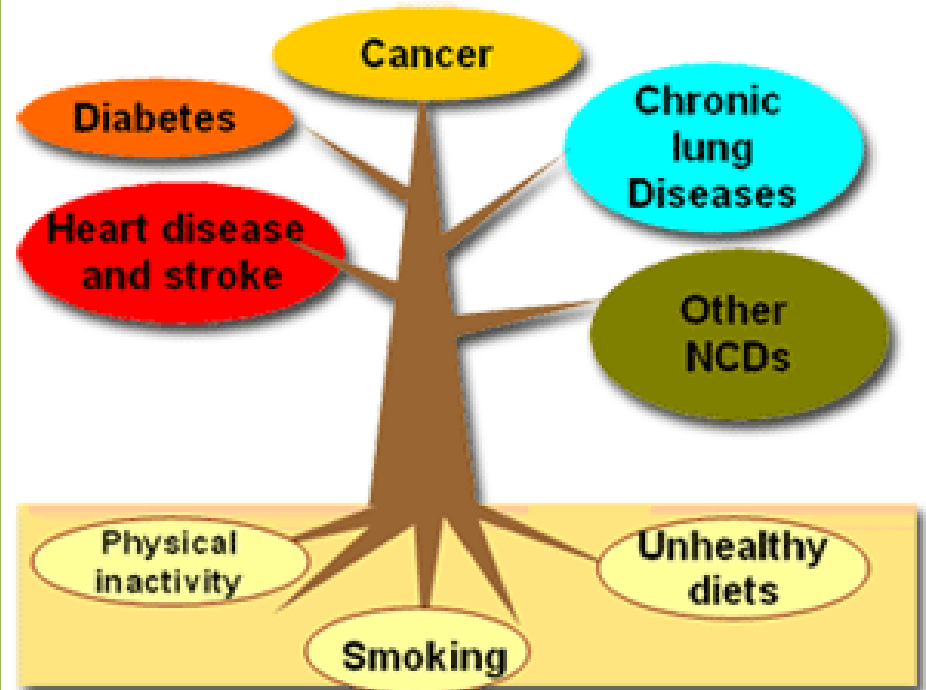 Cancer
Diabetes
Chronic
lung
Diseases
Heart disease
and stroke
Other
NCDs
Physical
inactivity
Unhealthy
diets
Smoking